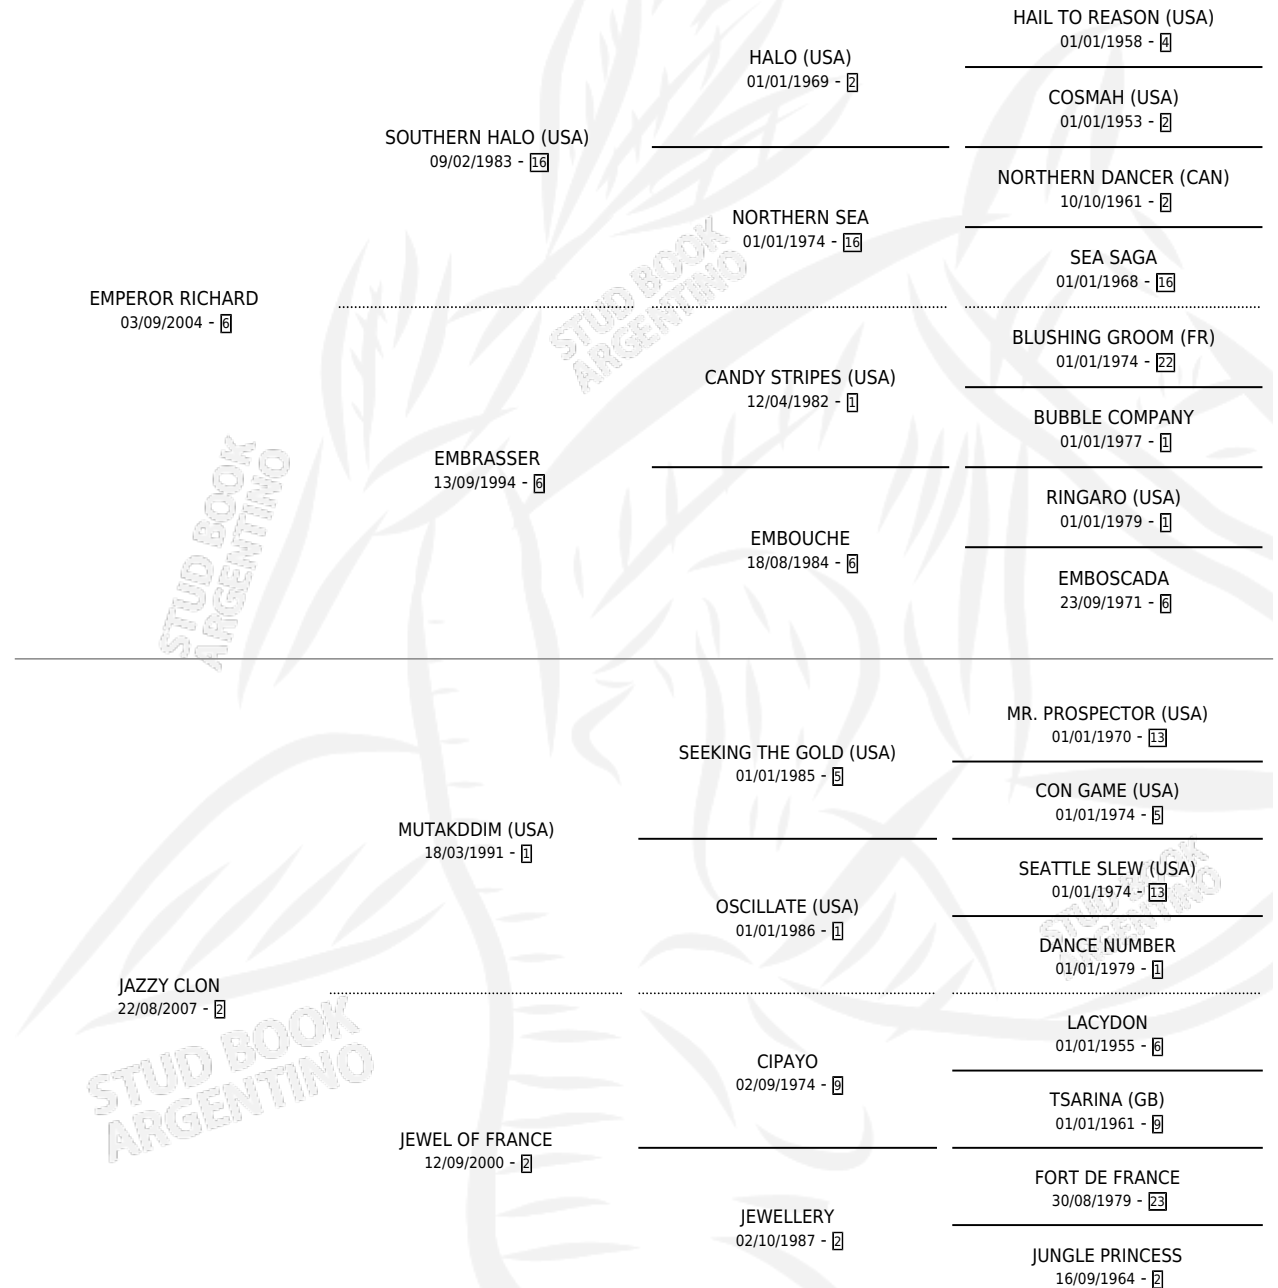 HAIL TO REASON (USA)
01/01/1958 - 4
HALO (USA)
01/01/1969 - 2
COSMAH (USA)
01/01/1953 - 2
SOUTHERN HALO (USA)
09/02/1983 - 16
NORTHERN DANCER (CAN)
10/10/1961 - 2
NORTHERN SEA
01/01/1974 - 16
SEA SAGA
01/01/1968 - 16
EMPEROR RICHARD
03/09/2004 - 6
BLUSHING GROOM (FR)
01/01/1974 - 22
CANDY STRIPES (USA)
12/04/1982 - 1
BUBBLE COMPANY
01/01/1977 - 1
EMBRASSER
13/09/1994 - 6
RINGARO (USA)
01/01/1979 - 1
EMBOUCHE
18/08/1984 - 6
EMBOSCADA
23/09/1971 - 6
MR. PROSPECTOR (USA)
01/01/1970 - 13
SEEKING THE GOLD (USA)
01/01/1985 - 5
CON GAME (USA)
01/01/1974 - 5
MUTAKDDIM (USA)
18/03/1991 - 1
SEATTLE SLEW (USA)
01/01/1974 - 13
OSCILLATE (USA)
01/01/1986 - 1
DANCE NUMBER
01/01/1979 - 1
JAZZY CLON
22/08/2007 - 2
LACYDON
01/01/1955 - 6
CIPAYO
02/09/1974 - 9
TSARINA (GB)
01/01/1961 - 9
JEWEL OF FRANCE
12/09/2000 - 2
FORT DE FRANCE
30/08/1979 - 23
JEWELLERY
02/10/1987 - 2
JUNGLE PRINCESS
16/09/1964 - 2
STUD BOOK
ARGENTINO
STUD BOOK
ARGENTINO
STUD BOOK
ARGENTINO
STUD BOOK
ARGENTINO